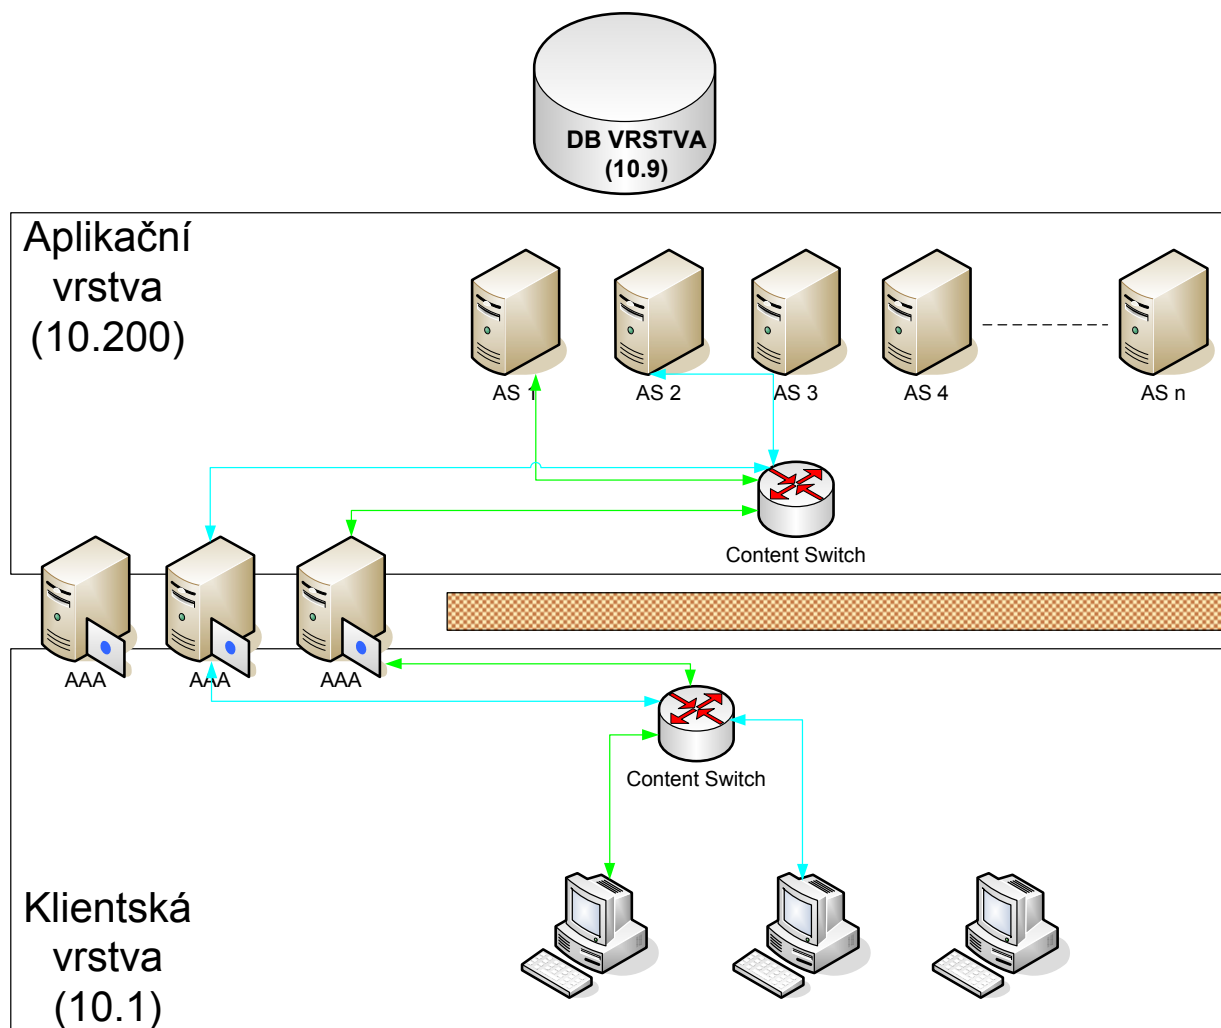 DB VRSTVA
(10.9)
Aplikační
vrstva
(10.200)
AS 1
AS 2
AS 3
AS 4
AS n
Content Switch
AAA
AAA
AAA
Content Switch
Klientská
vrstva
(10.1)